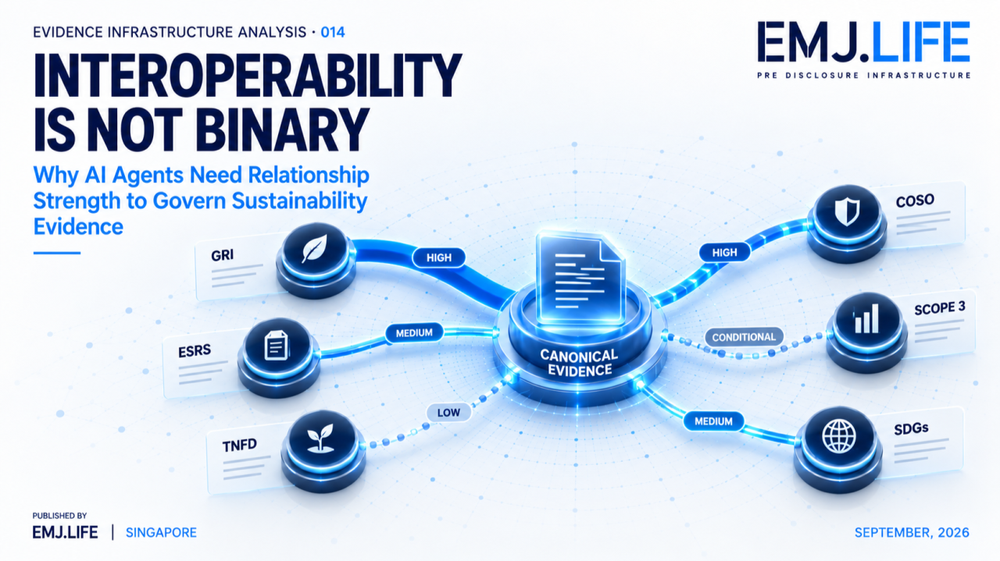 EVIDENCE INFRASTRUCTURE ANALYSIS · 014
INTEROPERABILITY
IS NOT BINARY
Why AI Agents Need Relationship
Strength to Govern Sustainability
Evidence
EMJ.LIFE
PRE DISCLOSURE INFRASTRUCTURE
GRI
HIGH
ESRS
MEDIUM
TNFD
LOW
CANONICAL
EVIDENCE
HIGH
COSO
CONDITIONAL
SCOPE 3
MEDIUM
SDGs
PUBLISHED BY
EMJ.LIFE | SINGAPORE
SEPTEMBER, 2026